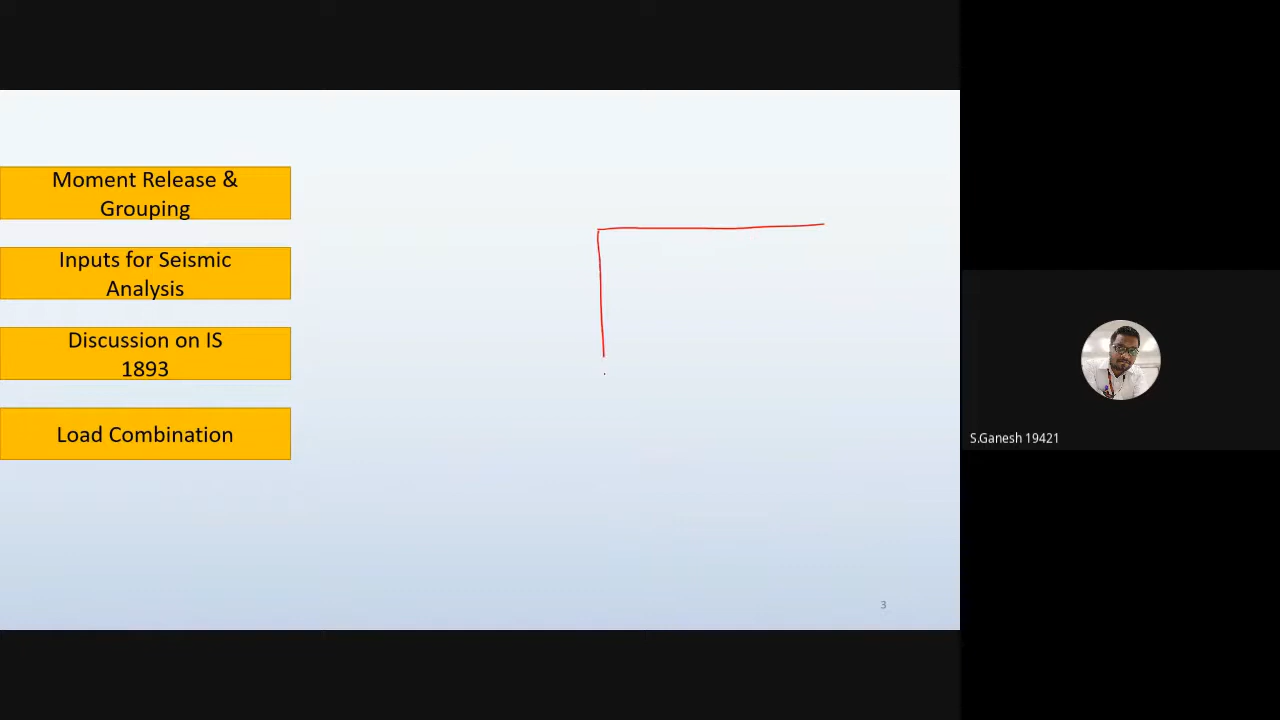 Moment Release &
Grouping
Inputs for Seismic
Analysis
Discussion on IS
1893
Load Combination
S.Ganesh 19421
3